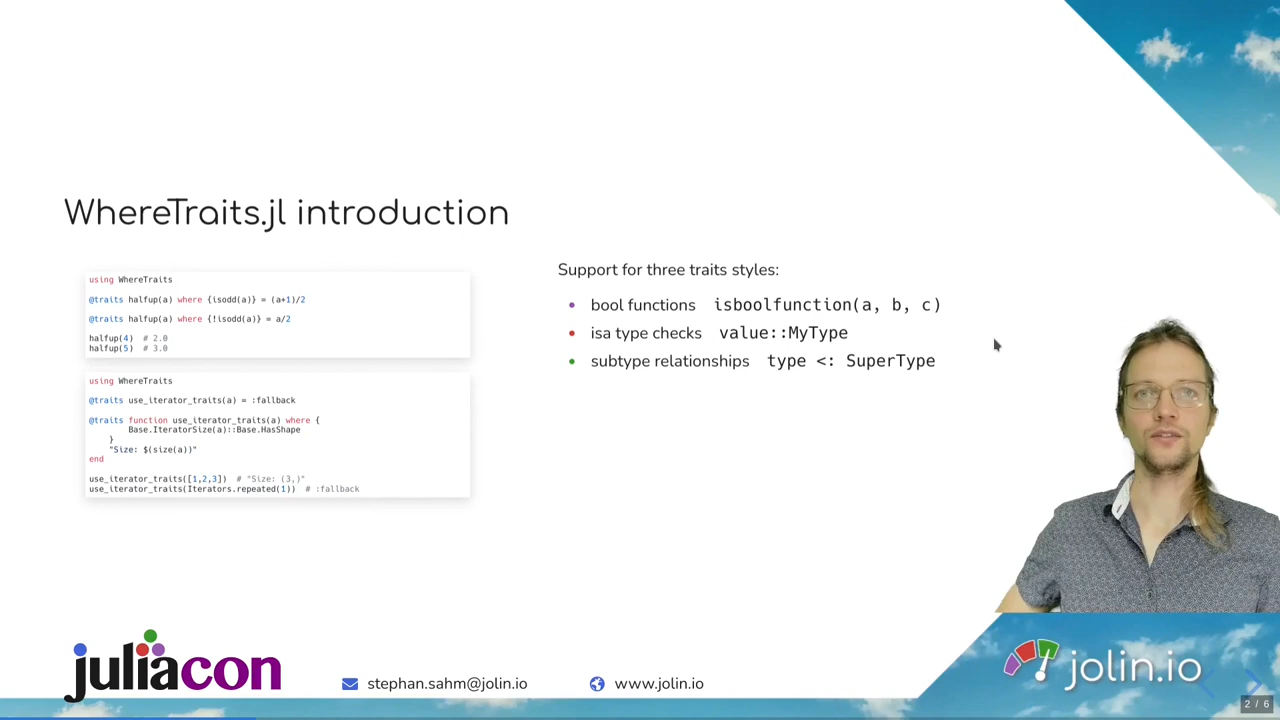 WhereTraits.jl introduction
using WhereTraits
@traits halfup(a) where {isodd(a)} = (a+1)/2
@traits halfup(a) where {!isodd(a)} = a/2
halfup(4)  # 2.0
halfup(5)  # 3.0
using WhereTraits
@traits use_iterator_traits(a) = :fallback
@traits function use_iterator_traits(a) where {
Base.IteratorSize(a)::Base.HasShape
}
"Size: $(size(a))"
end
use_iterator_traits([1,2,3])  # "Size: (3,)"
use_iterator_traits(Iterators.repeated(1))  # :fallback
Support for three traits styles:
• bool functions isboolfunction(a, b, c)
• isa type checks value::MyType
• subtype relationships type <: SuperType
juliacon
stephan.sahm@jolin.io
www.jolin.io
jolin.io
2 / 6